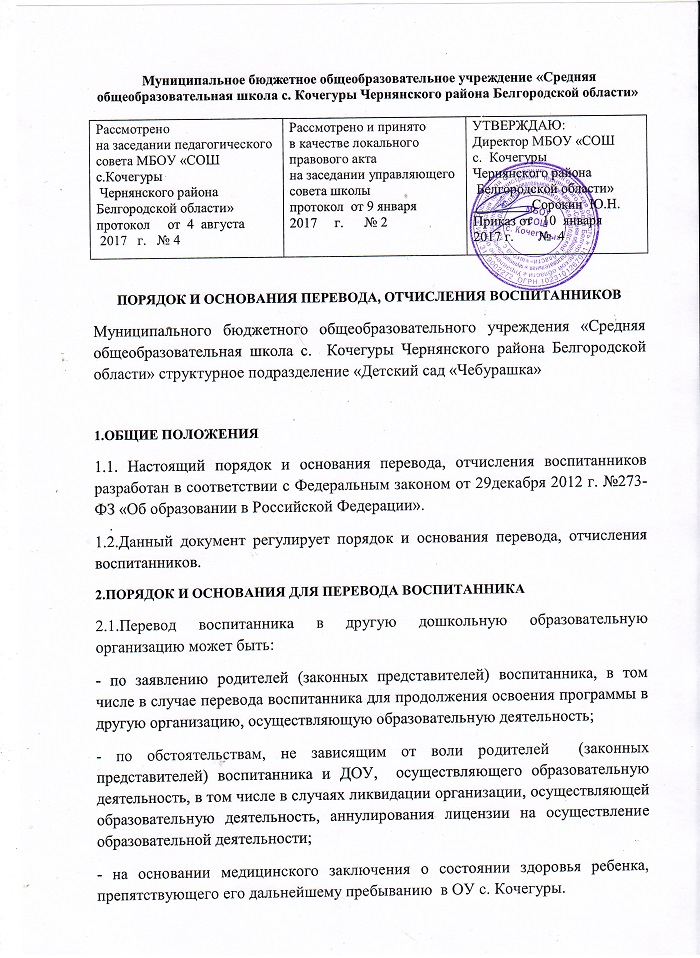 Муниципальное бюджетное общеобразовательное учреждение «Средняя
общеобразовательная школа с. Кочегуры Чернянского района Белгородской области»
Рассмотрено
на заседании педагогического
совета МБОУ «СОШ
с.Кочегуры
Чернянского района
Белгородской области»
протокол от 4 августа
2017 г. № 4
Рассмотрено и принято
в качестве локального
правового акта
на заседании управляющего
совета школы
протокол от 9 января
2017 г. № 2
УТВЕРЖДАЮ:
Директор МБОУ «СОШ
с. Кочегуры
Чернянского района
Белгородской области»
Сорокин Ю.Н.
Приказ от 10 января
2017 г. № 4
МБОУ
СОШ
с. Кочегуры
ПОРЯДОК И ОСНОВАНИЯ ПЕРЕВОДА, ОТЧИСЛЕНИЯ ВОСПИТАННИКОВ
Муниципального бюджетного общеобразовательного учреждения «Средняя
общеобразовательная школа с. Кочегуры Чернянского района Белгородской
области» структурное подразделение «Детский сад «Чебурашка»
1.ОБЩИЕ ПОЛОЖЕНИЯ
1.1. Настоящий порядок и основания перевода, отчисления воспитанников
разработан в соответствии с Федеральным законом от 29декабря 2012 г. №273-
ФЗ «Об образовании в Российской Федерации».
1.2.Данный документ регулирует порядок и основания перевода, отчисления
воспитанников.
2.ПОРЯДОК И ОСНОВАНИЯ ДЛЯ ПЕРЕВОДА ВОСПИТАННИКА
2.1.Перевод воспитанника в другую дошкольную образовательную
организацию может быть:
- по заявлению родителей (законных представителей) воспитанника, в том
числе в случае перевода воспитанника для продолжения освоения программы в
другую организацию, осуществляющую образовательную деятельность;
- по обстоятельствам, не зависящим от воли родителей (законных
представителей) воспитанника и ДОУ, осуществляющего образовательную
деятельность, в том числе в случаях ликвидации организации, осуществляющей
образовательную деятельность, аннулирования лицензии на осуществление
образовательной деятельности;
- на основании медицинского заключения о состоянии здоровья ребенка,
препятствующего его дальнейшему пребыванию в ОУ с. Кочегуры.